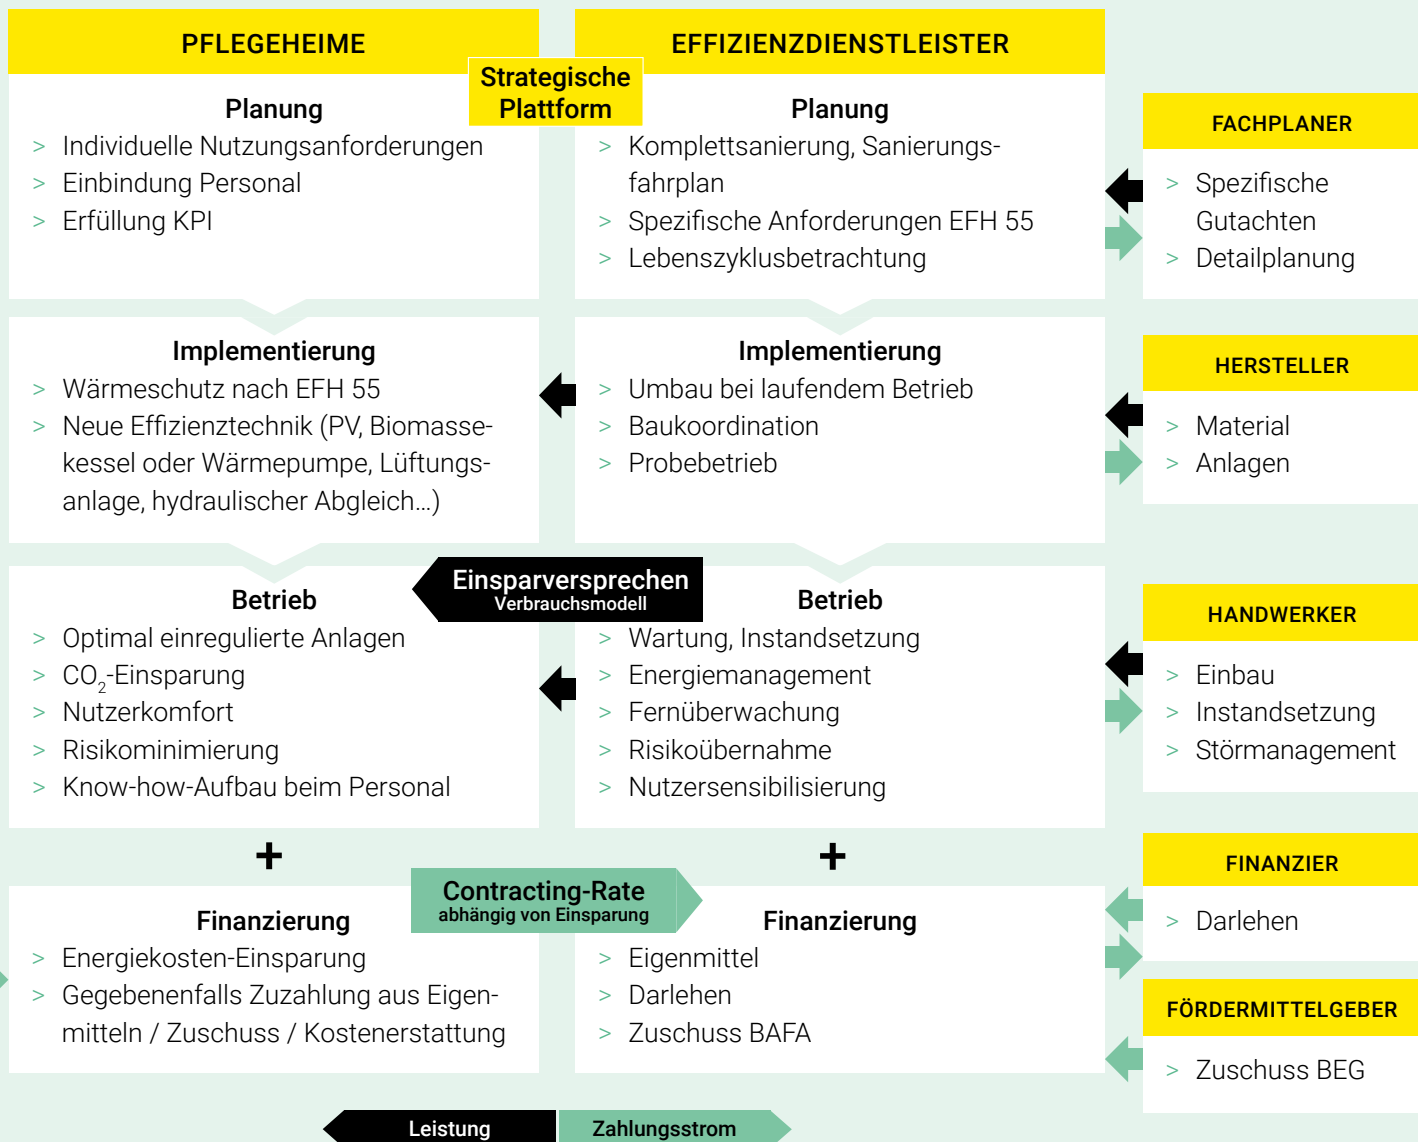 PFLEGEHEIME
EFFIZIENZDIENSTLEISTER
Strategische
Plattform
Planung
> Individuelle Nutzungsanforderungen
> Einbindung Personal
> Erfüllung KPI
Planung
> Komplettsanierung, Sanierungs-
fahrplan
> Spezifische Anforderungen EFH 55
> Lebenszyklusbetrachtung
FACHPLANER
> Spezifische
Gutachten
> Detailplanung
Implementierung
> Wärmeschutz nach EFH 55
> Neue Effizienztechnik (PV, Biomasse-
kessel oder Wärmepumpe, Lüftungs-
anlage, hydraulischer Abgleich...)
Implementierung
> Umbau bei laufendem Betrieb
> Baukoordination
> Probebetrieb
HERSTELLER
> Material
> Anlagen
Einsparversprechen
Verbrauchsmodell
Betrieb
> Optimal einregulierte Anlagen
> CO₂-Einsparung
> Nutzerkomfort
> Risikominimierung
> Know-how-Aufbau beim Personal
Betrieb
> Wartung, Instandsetzung
> Energiemanagement
> Fernüberwachung
> Risikoübernahme
> Nutzersensibilisierung
HANDWERKER
> Einbau
> Instandsetzung
> Störmanagement
+
+
Contracting-Rate
abhängig von Einsparung
Finanzierung
> Energiekosten-Einsparung
> Gegebenenfalls Zuzahlung aus Eigen-
mitteln / Zuschuss / Kostenerstattung
Finanzierung
> Eigenmittel
> Darlehen
> Zuschuss BAFA
FINANZIER
> Darlehen
FÖRDERMITTELGEBER
> Zuschuss BEG
Leistung
Zahlungsstrom